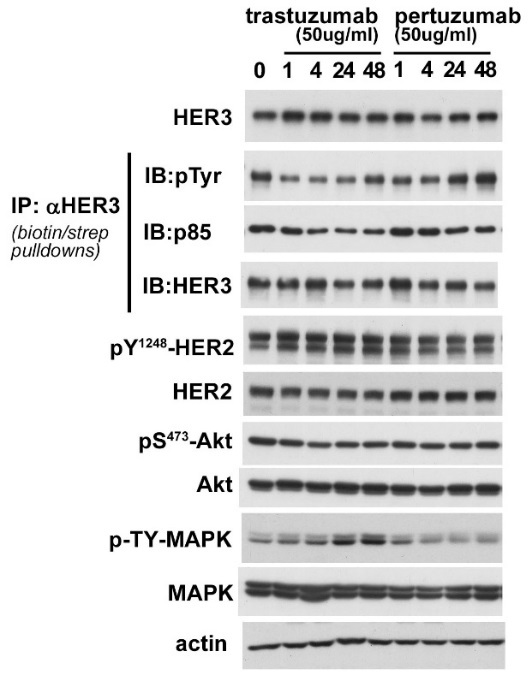 trastuzumab pertuzumab
(50ug/ml) (50ug/ml)
0 1 4 24 48 1 4 24 48
HER3
IB:pTyr
IP: αHER3
(biotin/strep
pulldowns)
IB:p85
IB:HER3
pY1248-HER2
HER2
pS473-Akt
Akt
p-TY-MAPK
MAPK
actin